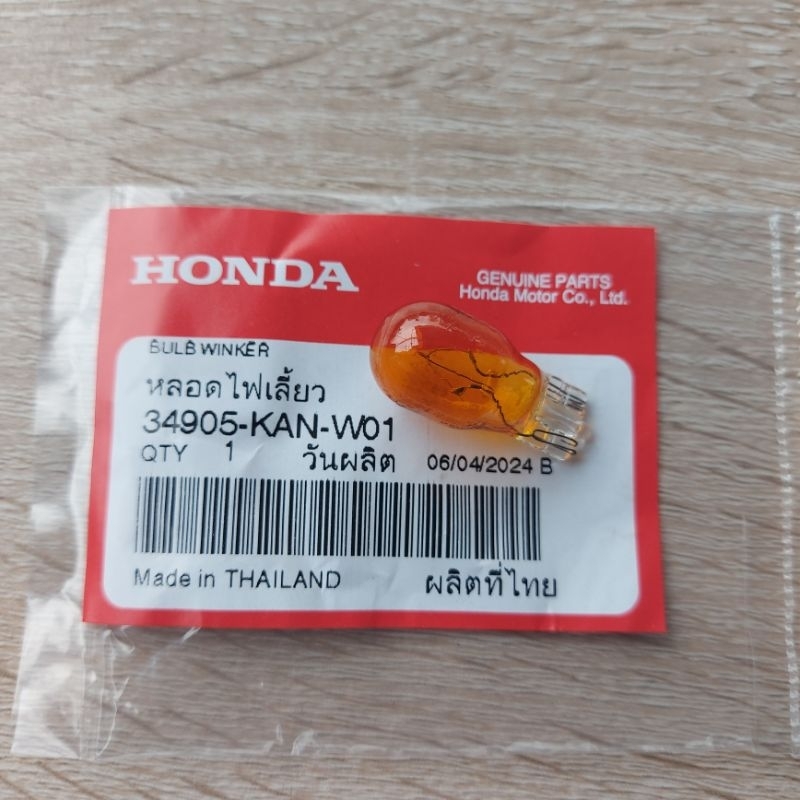 HONDA
GENUINE PARTS
Honda Motor Co., Ltd.
BULB WINKER
หลอดไฟเลี้ยว
34905-KAN-W01
QTY 1 วันผลิต 06/04/2024 B
Made in THAILAND ผลิตที่ไทย